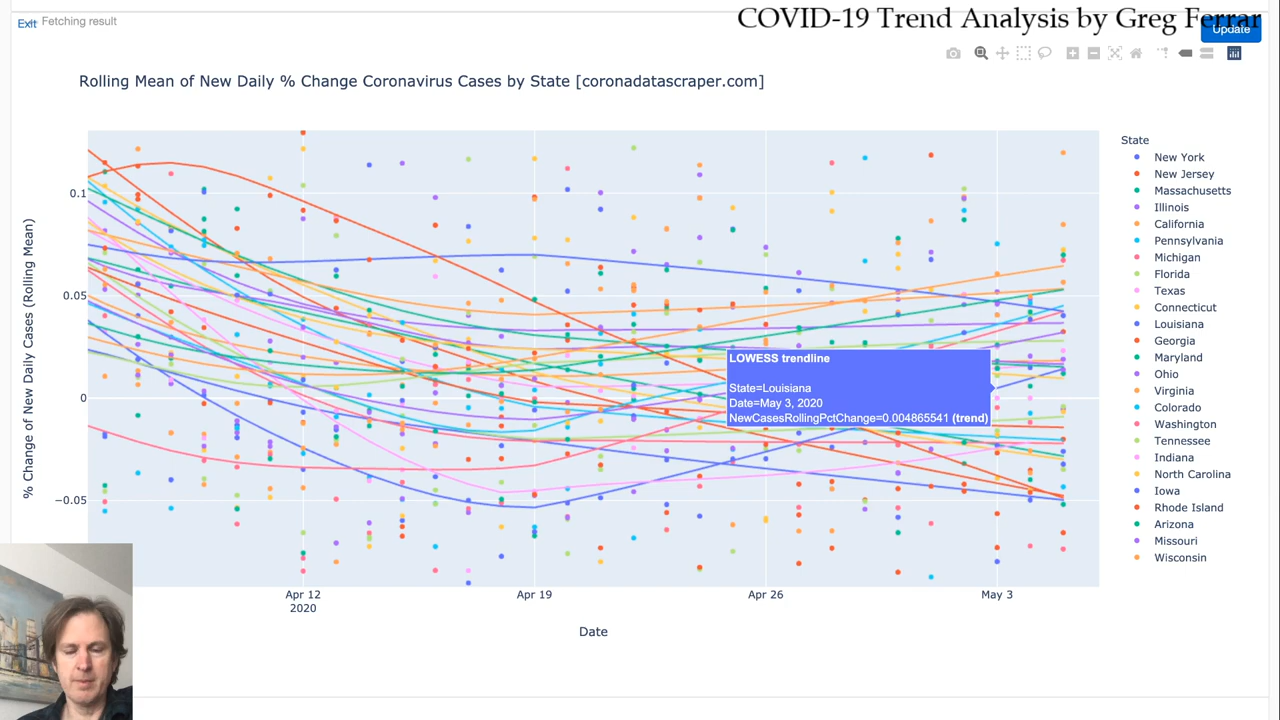 COVID-19 Trend Analysis by Greg Ferrar
Exit Fetching result
Update
Rolling Mean of New Daily % Change Coronavirus Cases by State [coronadatascraper.com]
State
New York
New Jersey
Massachusetts
Illinois
California
Pennsylvania
Michigan
Florida
Texas
Connecticut
Louisiana
Georgia
Maryland
Ohio
Virginia
Colorado
Washington
Tennessee
Indiana
North Carolina
Iowa
Rhode Island
Arizona
Missouri
Wisconsin
% Change of New Daily Cases (Rolling Mean)
0.1
0.05
0
−0.05
LOWESS trendline
State=Louisiana
Date=May 3, 2020
NewCasesRollingPctChange=0.004865541 (trend)
Apr 12
2020
Apr 19
Apr 26
May 3
Date